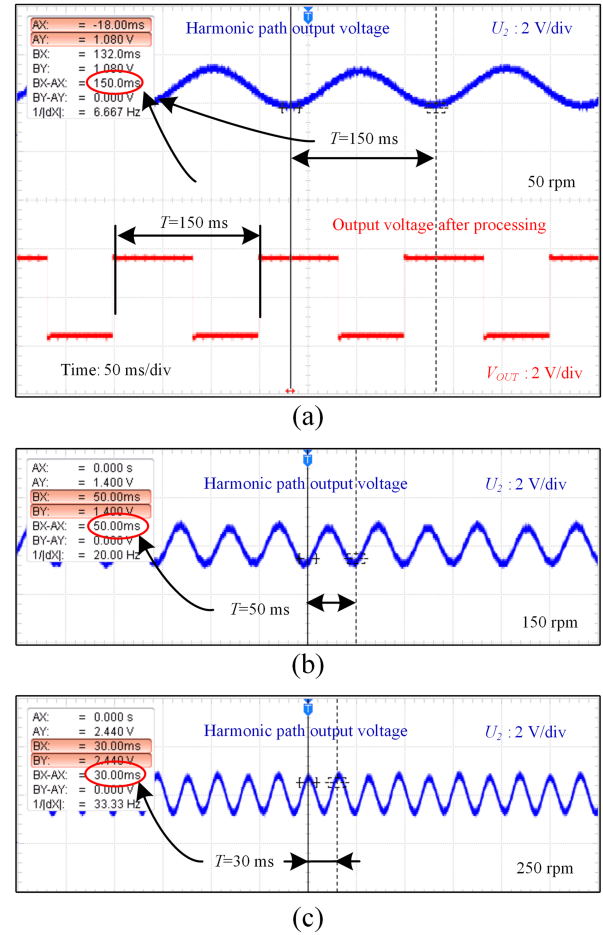 AX: = -18.00ms
AY: = 1.080 V
BX: = 132.0ms
BY: = 1.080 V
BX-AX: = 150.0ms
BY-AY: = 0.000 V
1/|dX|: = 6.667 Hz
T
Harmonic path output voltage
U2 : 2 V/div
T=150 ms
50 rpm
T=150 ms
Output voltage after processing
Time: 50 ms/div
VOUT : 2 V/div
(a)
AX: = 0.000 s
AY: = 1.400 V
BX: = 50.00ms
BY: = 1.400 V
BX-AX: = 50.00ms
BY-AY: = 0.000 V
1/|dX|: = 20.00 Hz
T
Harmonic path output voltage
U2 : 2 V/div
T=50 ms
150 rpm
(b)
AX: = 0.000 s
AY: = 2.440 V
BX: = 30.00ms
BY: = 2.440 V
BX-AX: = 30.00ms
BY-AY: = 0.000 V
1/|dX|: = 33.33 Hz
T
Harmonic path output voltage
U2 : 2 V/div
T=30 ms
250 rpm
(c)